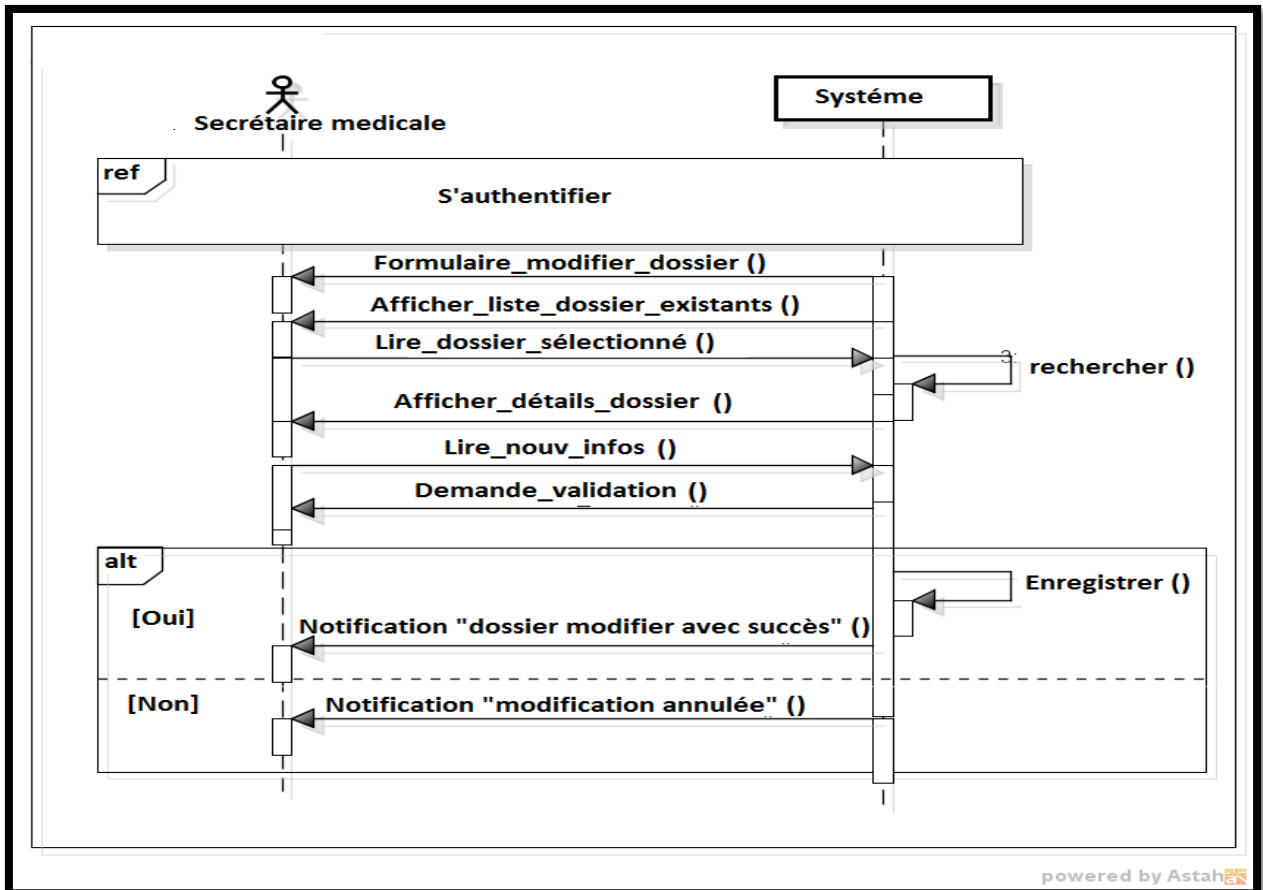 Systéme
Secrétaire medicale
ref
S'authentifier
Formulaire_modifier_dossier ()
Afficher_liste_dossier_existants ()
Lire_dossier_sélectionné ()
3:
rechercher ()
Afficher_détails_dossier ()
Lire_nouv_infos ()
Demande_validation ()
alt
Enregistrer ()
[Oui]
Notification "dossier modifier avec succès" ()
[Non]
Notification "modification annulée" ()
powered by Astah